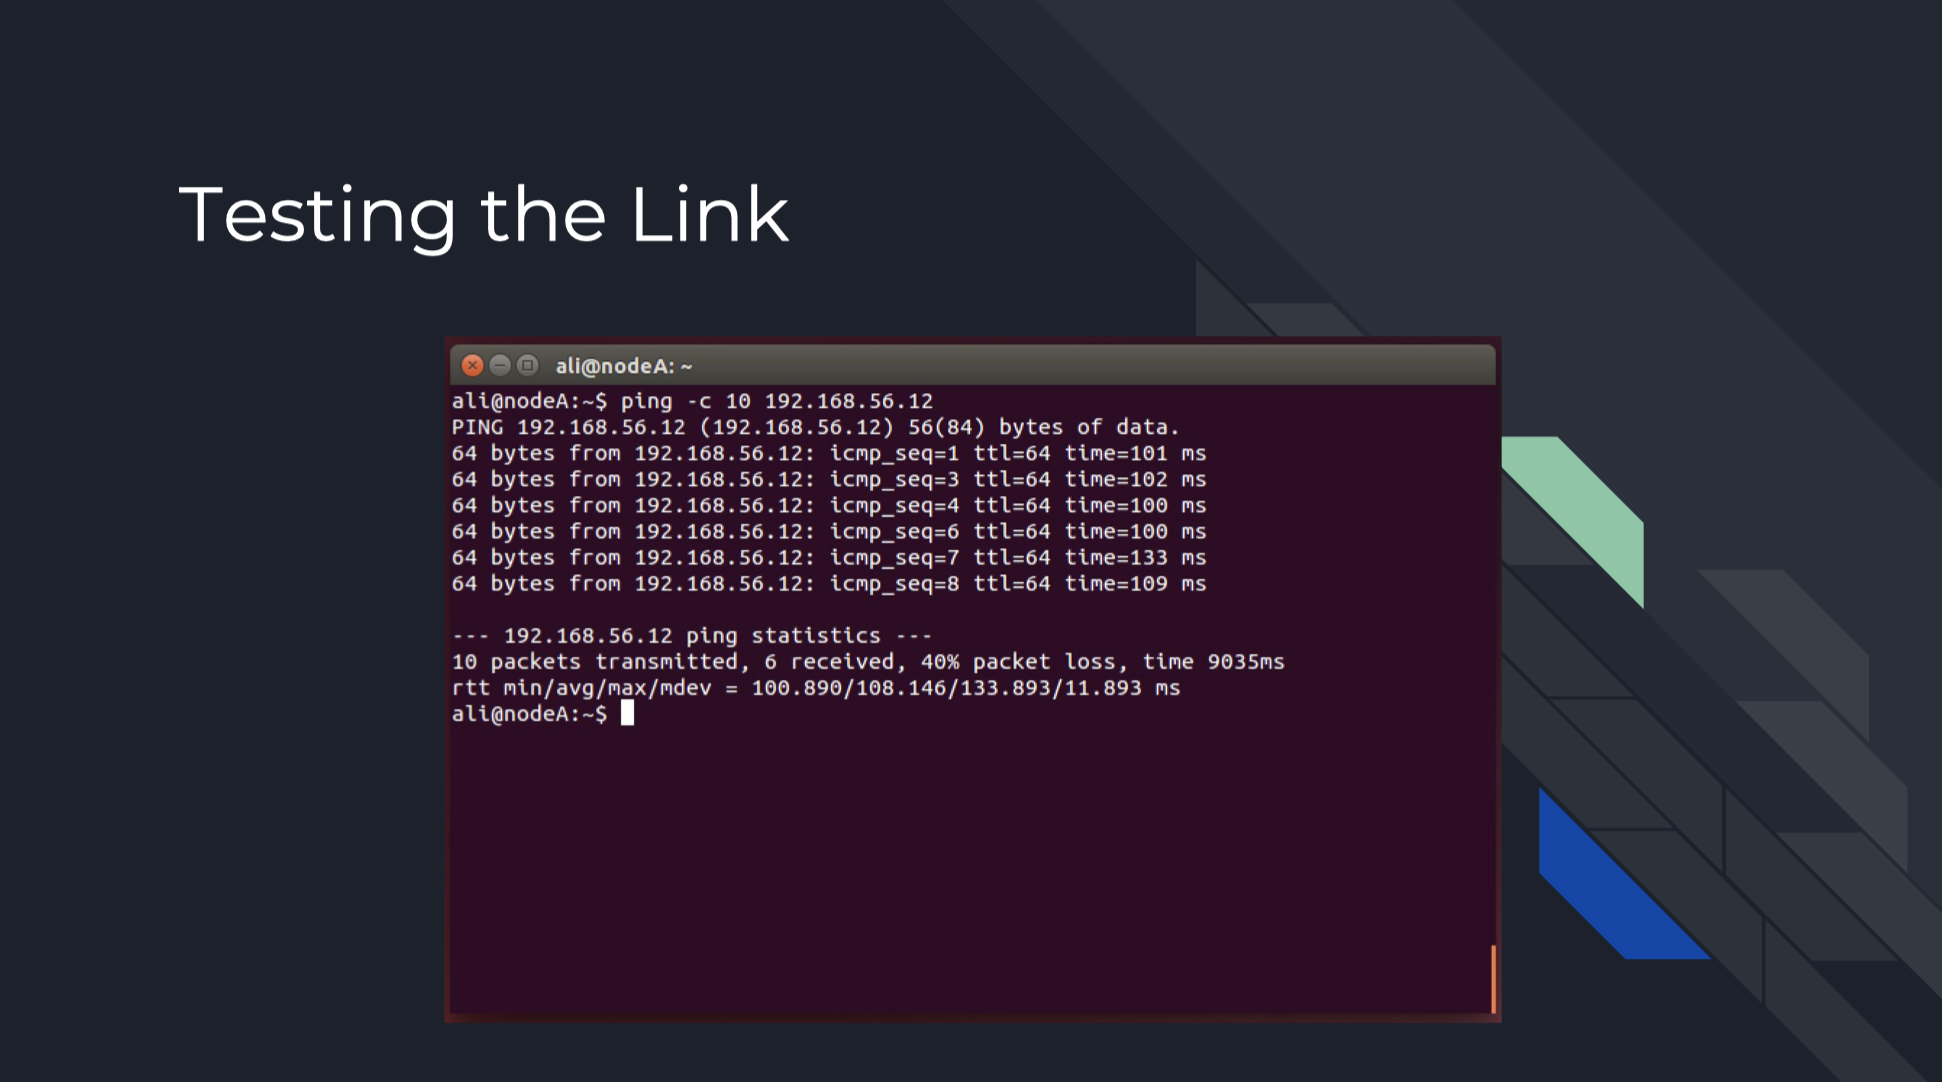 Testing the Link
ali@nodeA: ~
ali@nodeA:~$ ping -c 10 192.168.56.12
PING 192.168.56.12 (192.168.56.12) 56(84) bytes of data.
64 bytes from 192.168.56.12: icmp_seq=1 ttl=64 time=101 ms
64 bytes from 192.168.56.12: icmp_seq=3 ttl=64 time=102 ms
64 bytes from 192.168.56.12: icmp_seq=4 ttl=64 time=100 ms
64 bytes from 192.168.56.12: icmp_seq=6 ttl=64 time=100 ms
64 bytes from 192.168.56.12: icmp_seq=7 ttl=64 time=133 ms
64 bytes from 192.168.56.12: icmp_seq=8 ttl=64 time=109 ms
--- 192.168.56.12 ping statistics ---
10 packets transmitted, 6 received, 40% packet loss, time 9035ms
rtt min/avg/max/mdev = 100.890/108.146/133.893/11.893 ms
ali@nodeA:~$